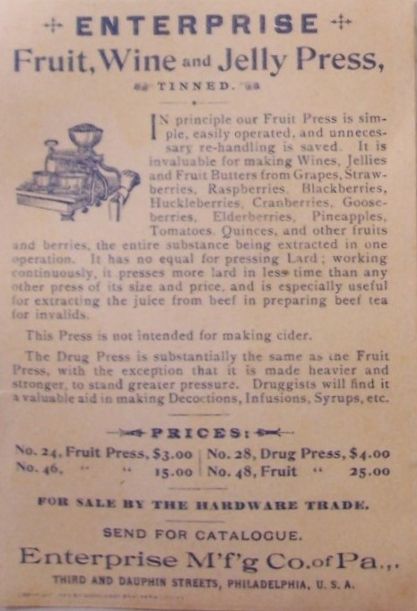 ENTERPRISE
Fruit, Wine and Jelly Press,
TINNED.
IN principle our Fruit Press is sim-
ple, easily operated, and unneces-
sary re-handling is saved. It is
invaluable for making Wines, Jellies
and Fruit Butters from Grapes, Straw-
berries, Raspberries, Blackberries,
Huckleberries, Cranberries, Goose-
berries, Elderberries, Pineapples,
Tomatoes, Quinces, and other fruits
and berries, the entire substance being extracted in one
operation. It has no equal for pressing Lard; working
continuously, it presses more lard in less time than any
other press of its size and price, and is especially useful
for extracting the juice from beef in preparing beef tea
for invalids.
This Press is not intended for making cider.
The Drug Press is substantially the same as the Fruit
Press, with the exception that it is made heavier and
stronger, to stand greater pressure. Druggists will find it
a valuable aid in making Decoctions, Infusions, Syrups, etc.
PRICES:
No. 24, Fruit Press, $3.00 | No. 28, Drug Press, $4.00
No. 46, " " 15.00 | No. 48, Fruit " 25.00
FOR SALE BY THE HARDWARE TRADE.
SEND FOR CATALOGUE.
Enterprise M'f'g Co. of Pa.,
THIRD AND DAUPHIN STREETS, PHILADELPHIA, U. S. A.